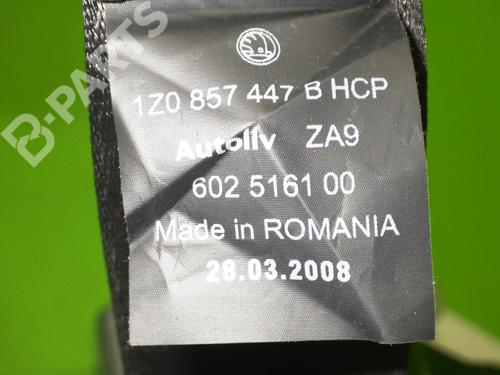 1Z0 857 447 B HCP
Autoliv ZA9
602 5161 00
Made in ROMANIA
28.03.2008
B-PARTS